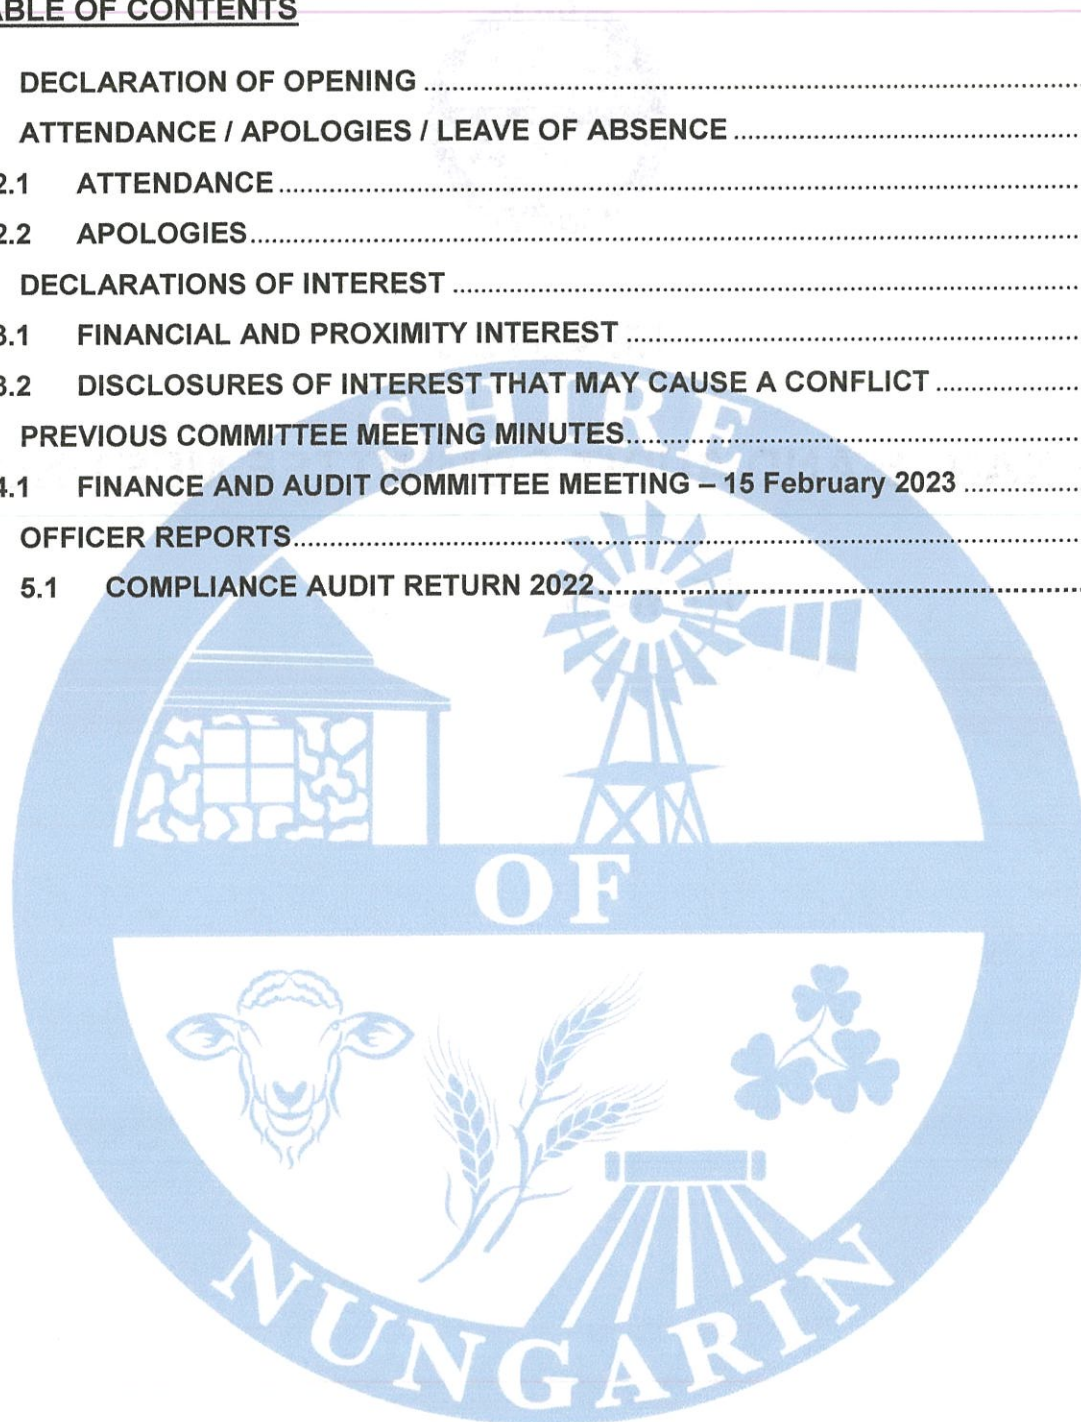 ABLE OF CONTENTS
DECLARATION OF OPENING
ATTENDANCE / APOLOGIES / LEAVE OF ABSENCE
2.1 ATTENDANCE
2.2 APOLOGIES
DECLARATIONS OF INTEREST
3.1 FINANCIAL AND PROXIMITY INTEREST
3.2 DISCLOSURES OF INTEREST THAT MAY CAUSE A CONFLICT
PREVIOUS COMMITTEE MEETING MINUTES
4.1 FINANCE AND AUDIT COMMITTEE MEETING – 15 February 2023
OFFICER REPORTS
5.1 COMPLIANCE AUDIT RETURN 2022
SHIRE
OF
NUNGARIN